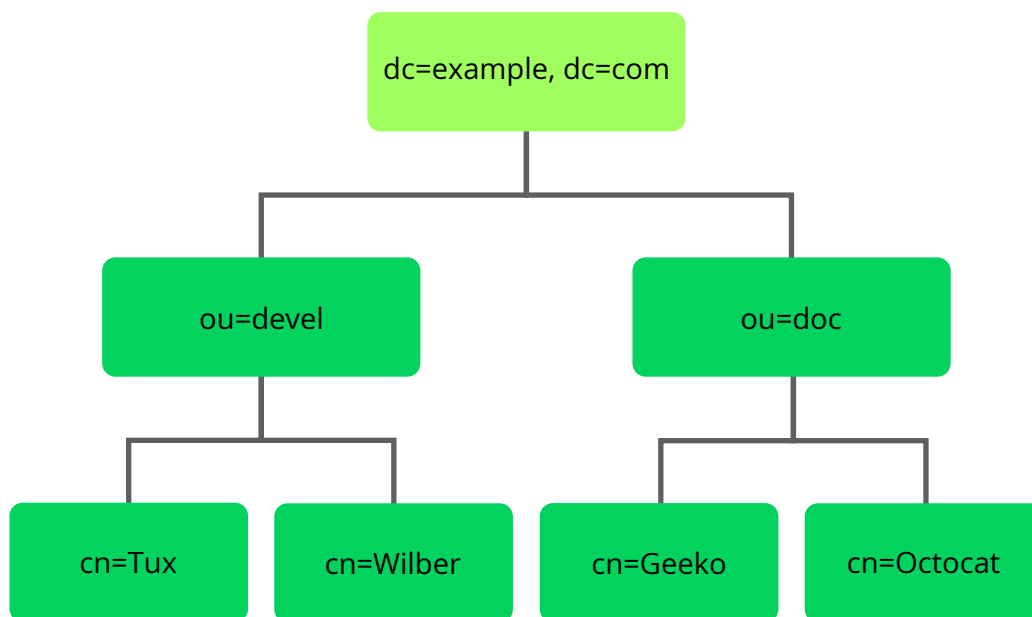 dc=example, dc=com
ou=devel
ou=doc
cn=Tux
cn=Wilber
cn=Geeko
cn=Octocat